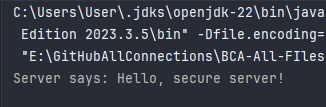 C:\Users\User\.jdks\openjdk-22\bin\java
Edition 2023.3.5\bin" -Dfile.encoding=
"E:\GitHubAllConnections\BCA-All-FIles
Server says: Hello, secure server!